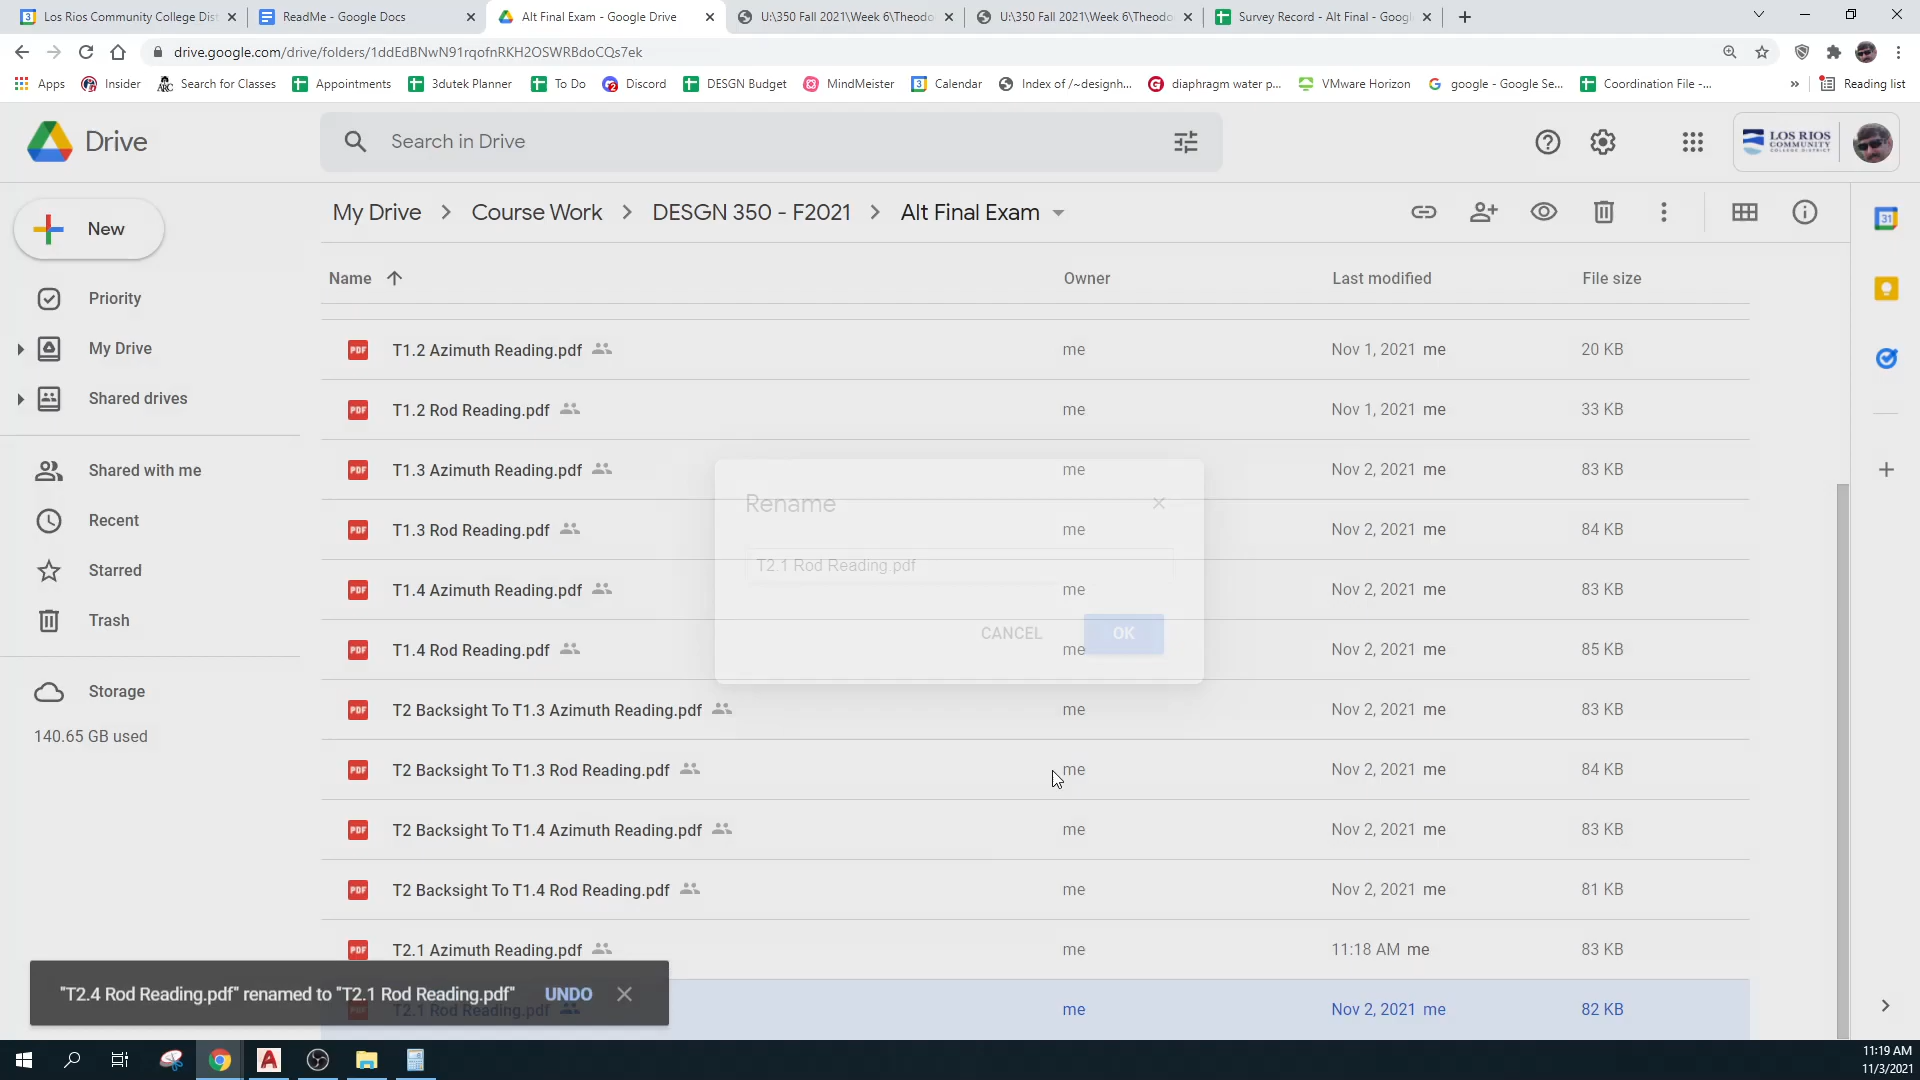 Los Rios Community College Dist
ReadMe - Google Docs
Alt Final Exam - Google Drive
U:\350 Fall 2021\Week 6\Theodo
U:\350 Fall 2021\Week 6\Theodo
Survey Record - Alt Final - Goog
drive.google.com/drive/folders/1ddEdBNwN91rqofnRKH2OSWRBdoCQs7ek
Apps
Insider
Search for Classes
Appointments
3dutek Planner
To Do
Discord
DESGN Budget
MindMeister
Calendar
Index of /~designh...
diaphragm water p...
VMware Horizon
google - Google Se...
Coordination File -...
Reading list
Drive
Search in Drive
LOS RIOS
COMMUNITY
COLLEGE DISTRICT
New
My Drive > Course Work > DESGN 350 - F2021 > Alt Final Exam
Name Owner Last modified File size
Priority
My Drive
Shared drives
Shared with me
Recent
Starred
Trash
Storage
140.65 GB used
PDF T1.2 Azimuth Reading.pdf me Nov 1, 2021 me 20 KB
PDF T1.2 Rod Reading.pdf me Nov 1, 2021 me 33 KB
PDF T1.3 Azimuth Reading.pdf me Nov 2, 2021 me 83 KB
PDF T1.3 Rod Reading.pdf me Nov 2, 2021 me 84 KB
PDF T1.4 Azimuth Reading.pdf me Nov 2, 2021 me 83 KB
PDF T1.4 Rod Reading.pdf me Nov 2, 2021 me 85 KB
PDF T2 Backsight To T1.3 Azimuth Reading.pdf me Nov 2, 2021 me 83 KB
PDF T2 Backsight To T1.3 Rod Reading.pdf me Nov 2, 2021 me 84 KB
PDF T2 Backsight To T1.4 Azimuth Reading.pdf me Nov 2, 2021 me 83 KB
PDF T2 Backsight To T1.4 Rod Reading.pdf me Nov 2, 2021 me 81 KB
PDF T2.1 Azimuth Reading.pdf me 11:18 AM me 83 KB
T2.1 Rod Reading.pdf me Nov 2, 2021 me 82 KB
Rename
T2.1 Rod Reading.pdf
CANCEL OK
"T2.4 Rod Reading.pdf" renamed to "T2.1 Rod Reading.pdf" UNDO
31
11:19 AM
11/3/2021